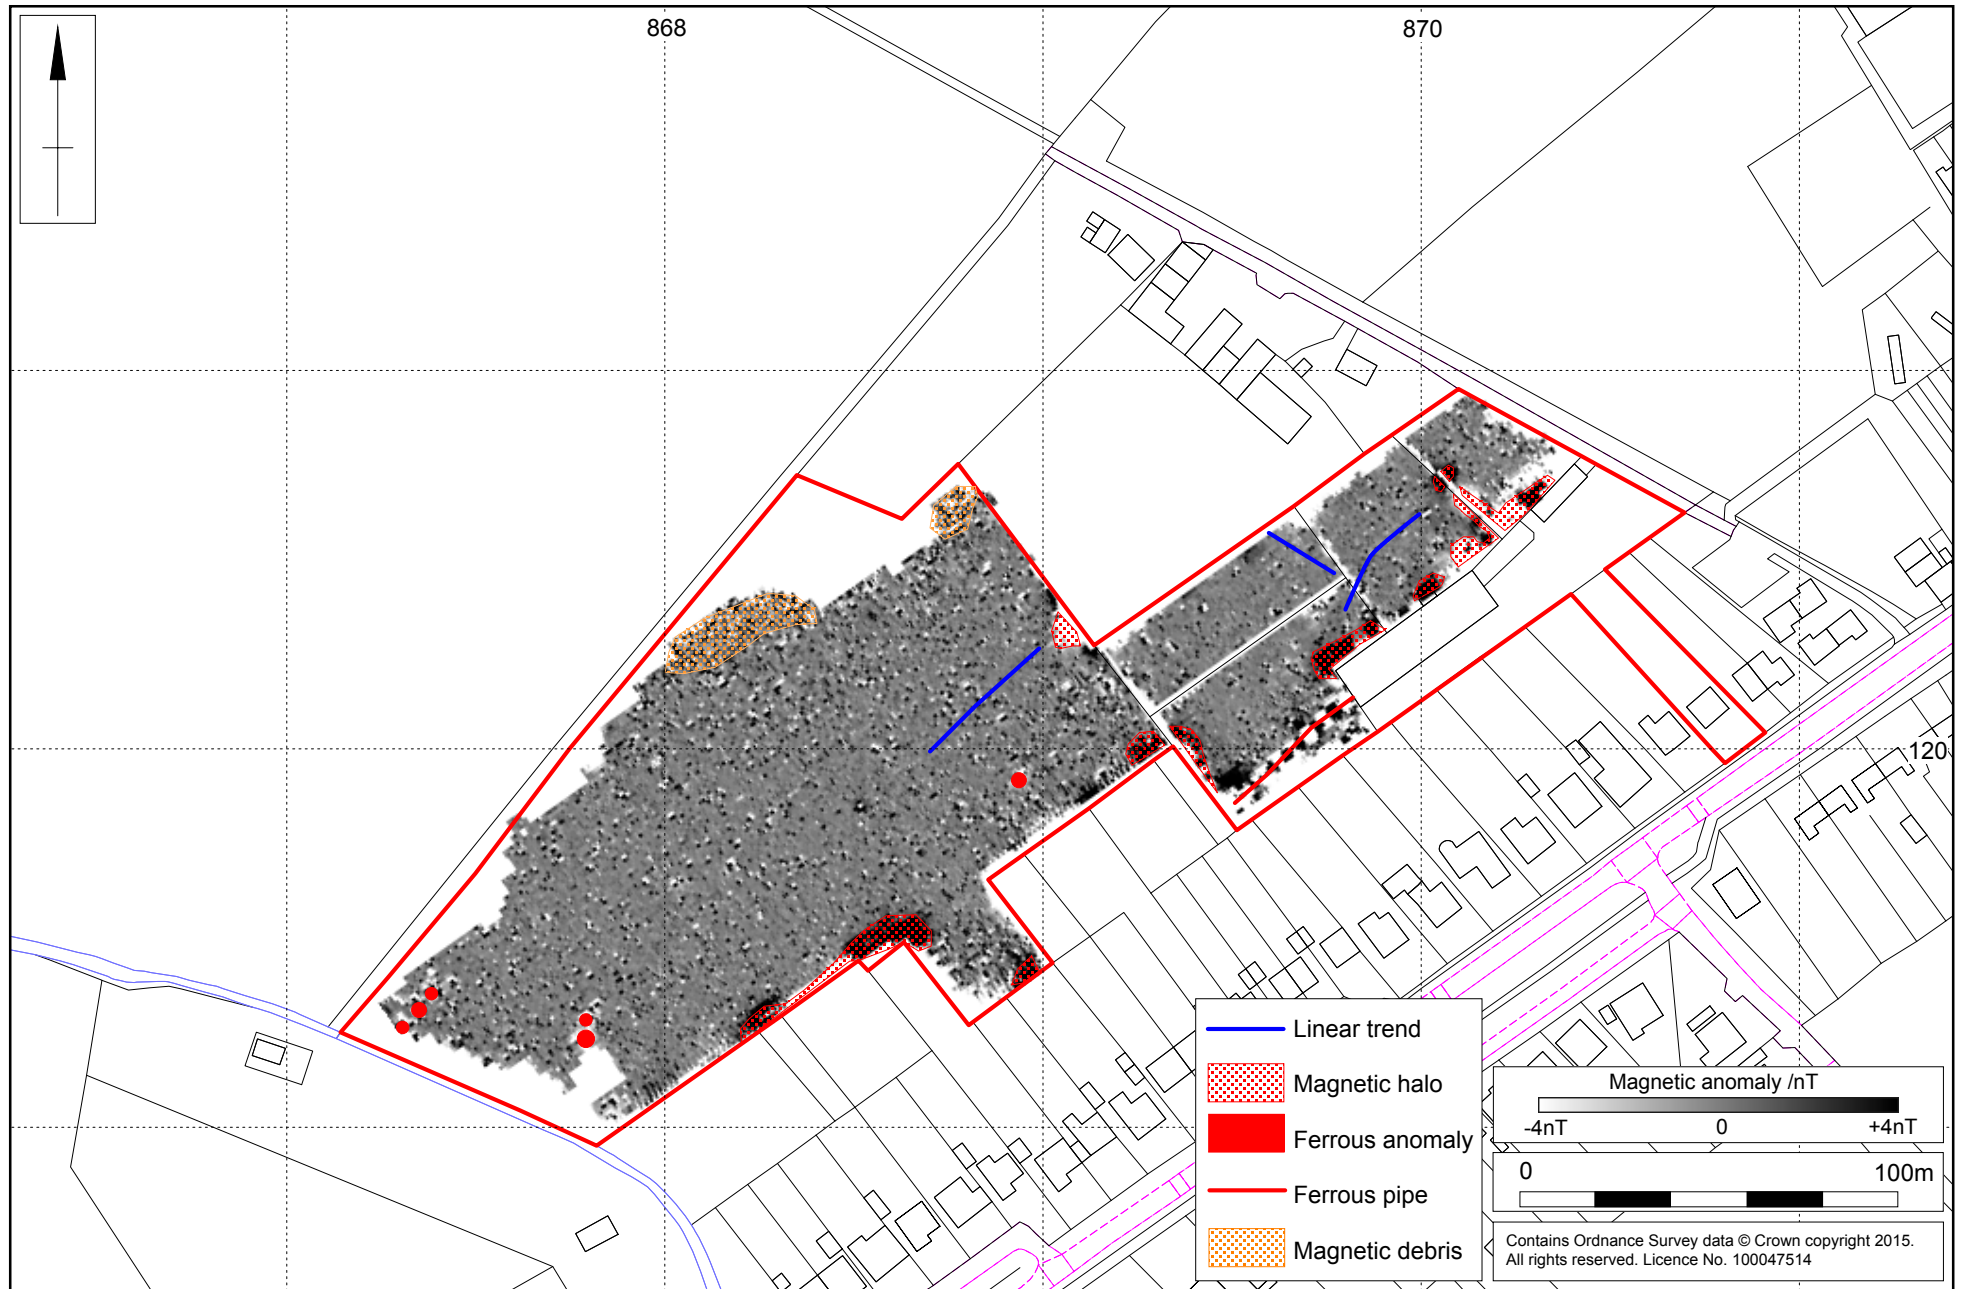 868
870
120
Linear trend
Magnetic halo
Ferrous anomaly
Ferrous pipe
Magnetic debris
Magnetic anomaly /nT
-4nT 0 +4nT
0 100m
Contains Ordnance Survey data © Crown copyright 2015.
All rights reserved. Licence No. 100047514